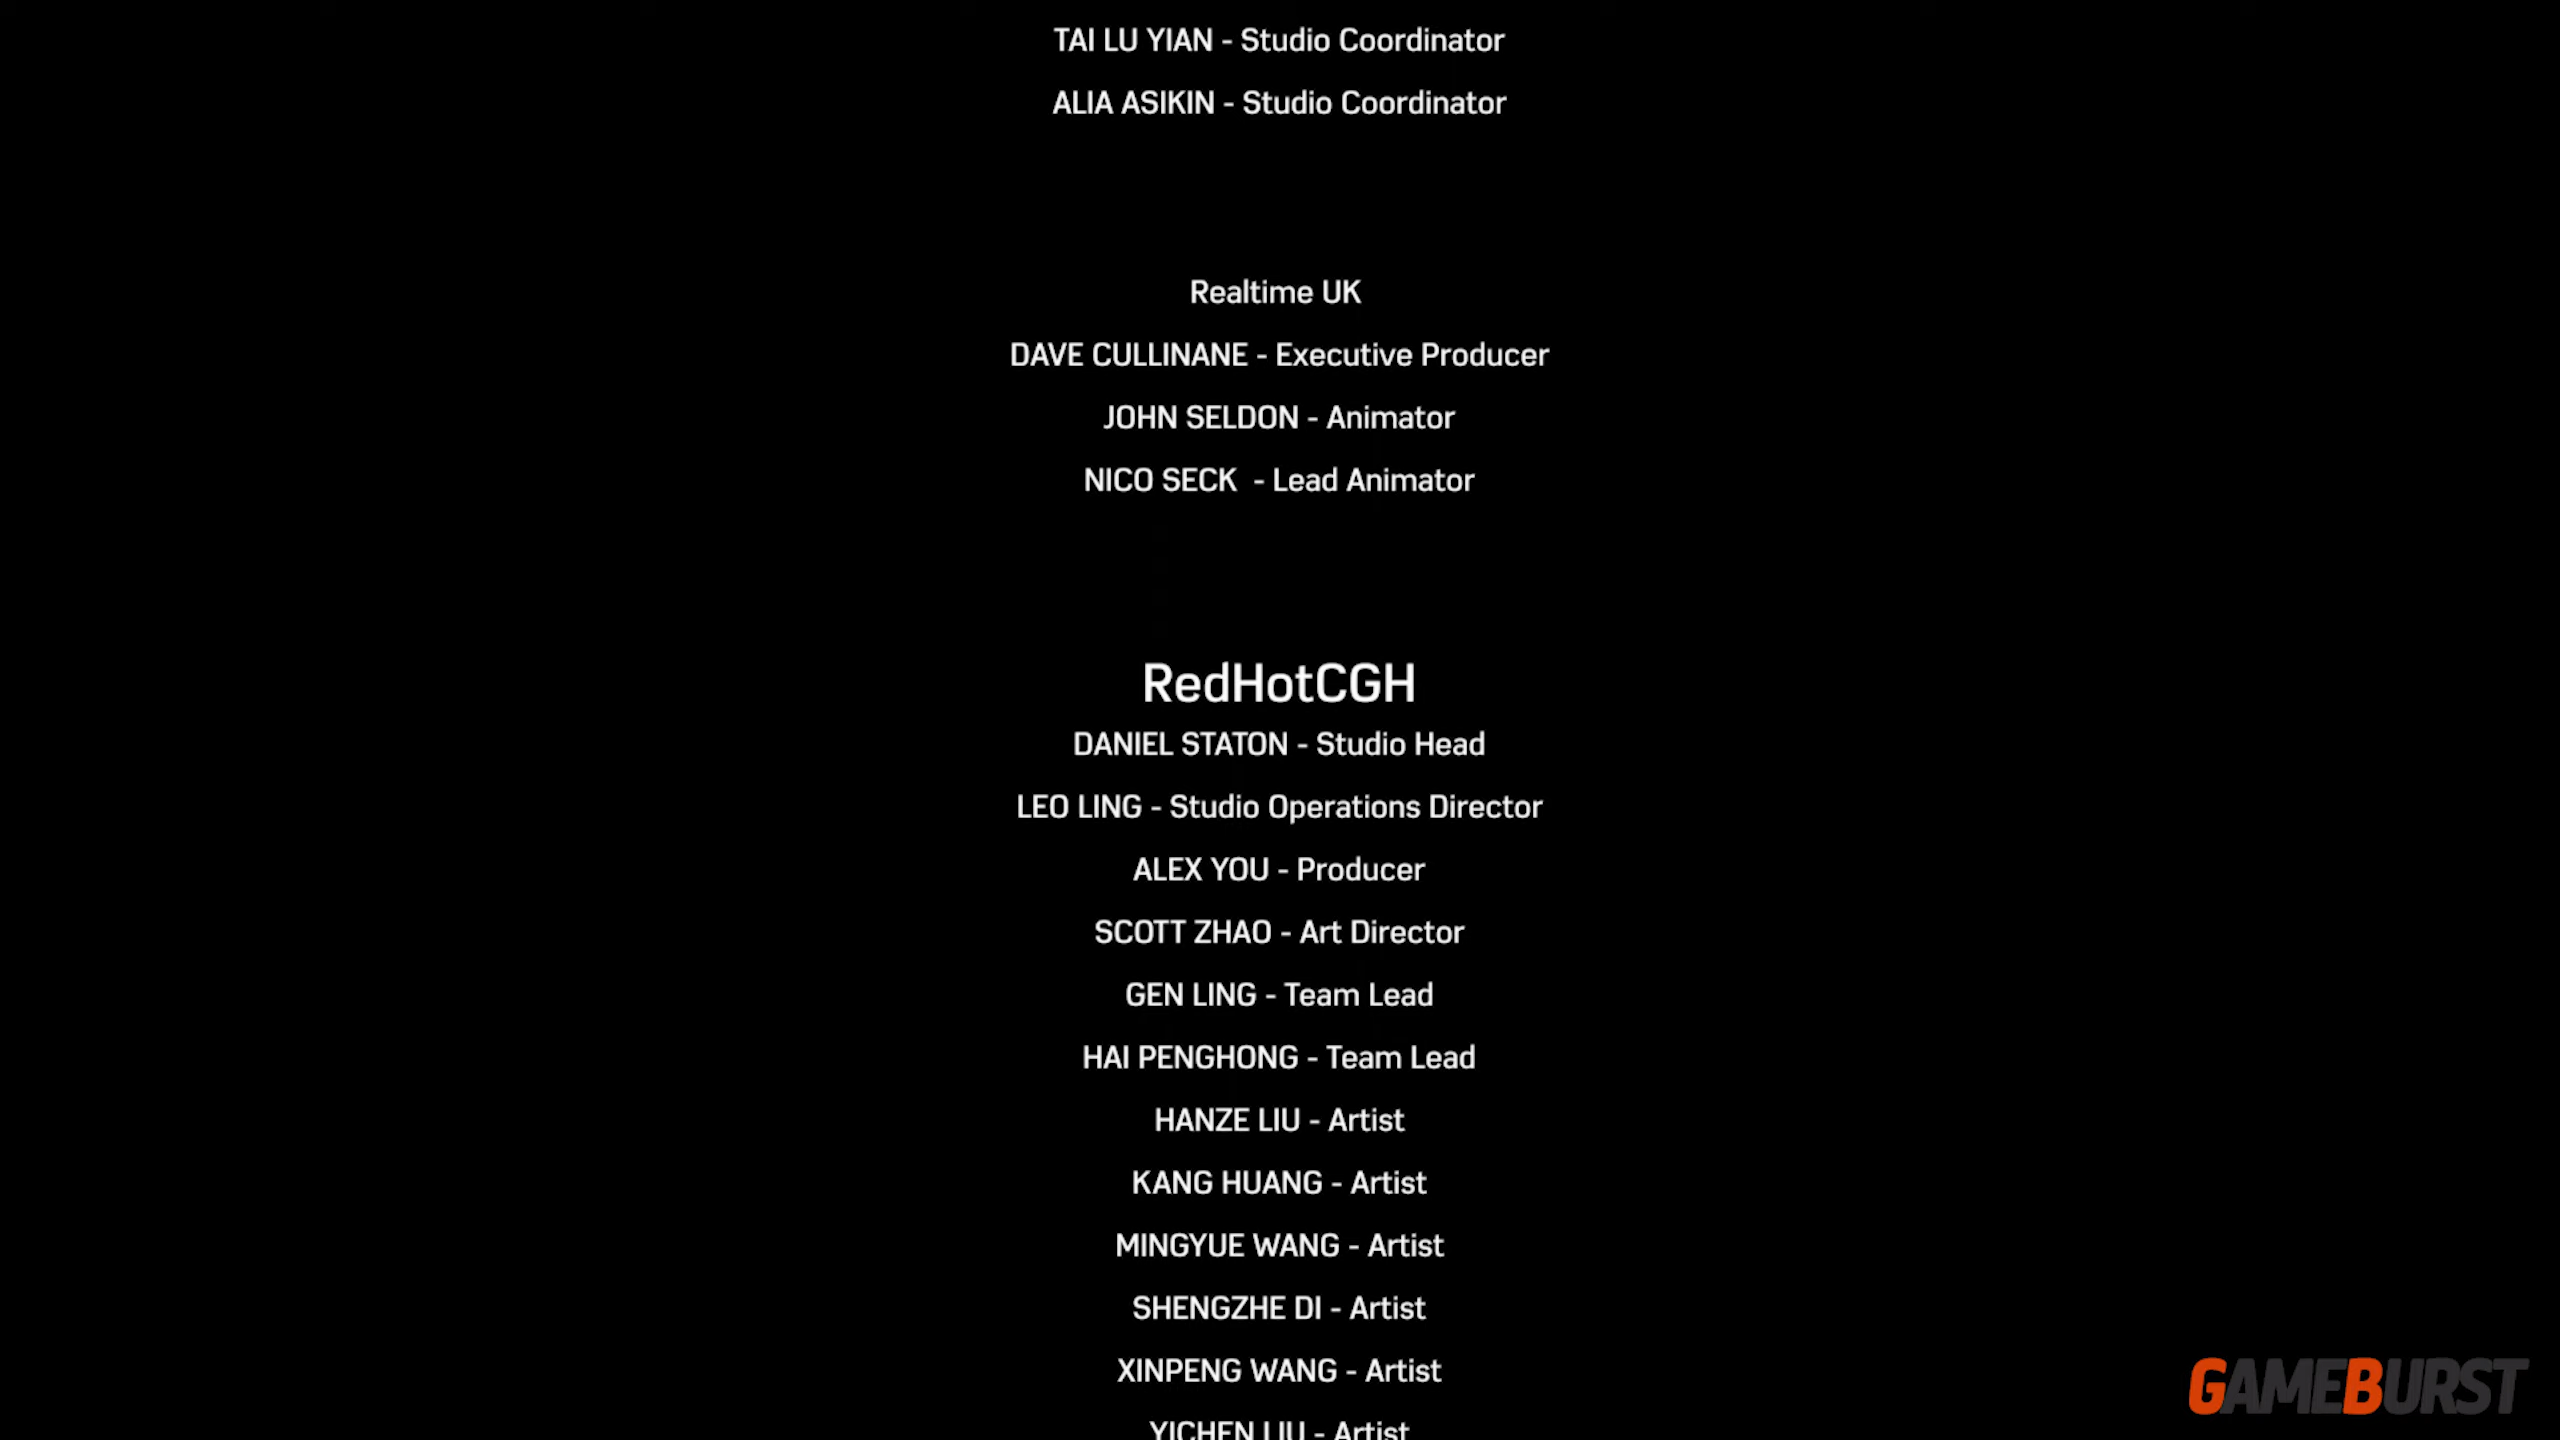 TAI LU YIAN - Studio Coordinator
ALIA ASIKIN - Studio Coordinator
Realtime UK
DAVE CULLINANE - Executive Producer
JOHN SELDON - Animator
NICO SECK  - Lead Animator
RedHotCGH
DANIEL STATON - Studio Head
LEO LING - Studio Operations Director
ALEX YOU - Producer
SCOTT ZHAO - Art Director
GEN LING - Team Lead
HAI PENGHONG - Team Lead
HANZE LIU - Artist
KANG HUANG - Artist
MINGYUE WANG - Artist
SHENGZHE DI - Artist
XINPENG WANG - Artist
YICHEN LIU - Artist
GAMEBURST